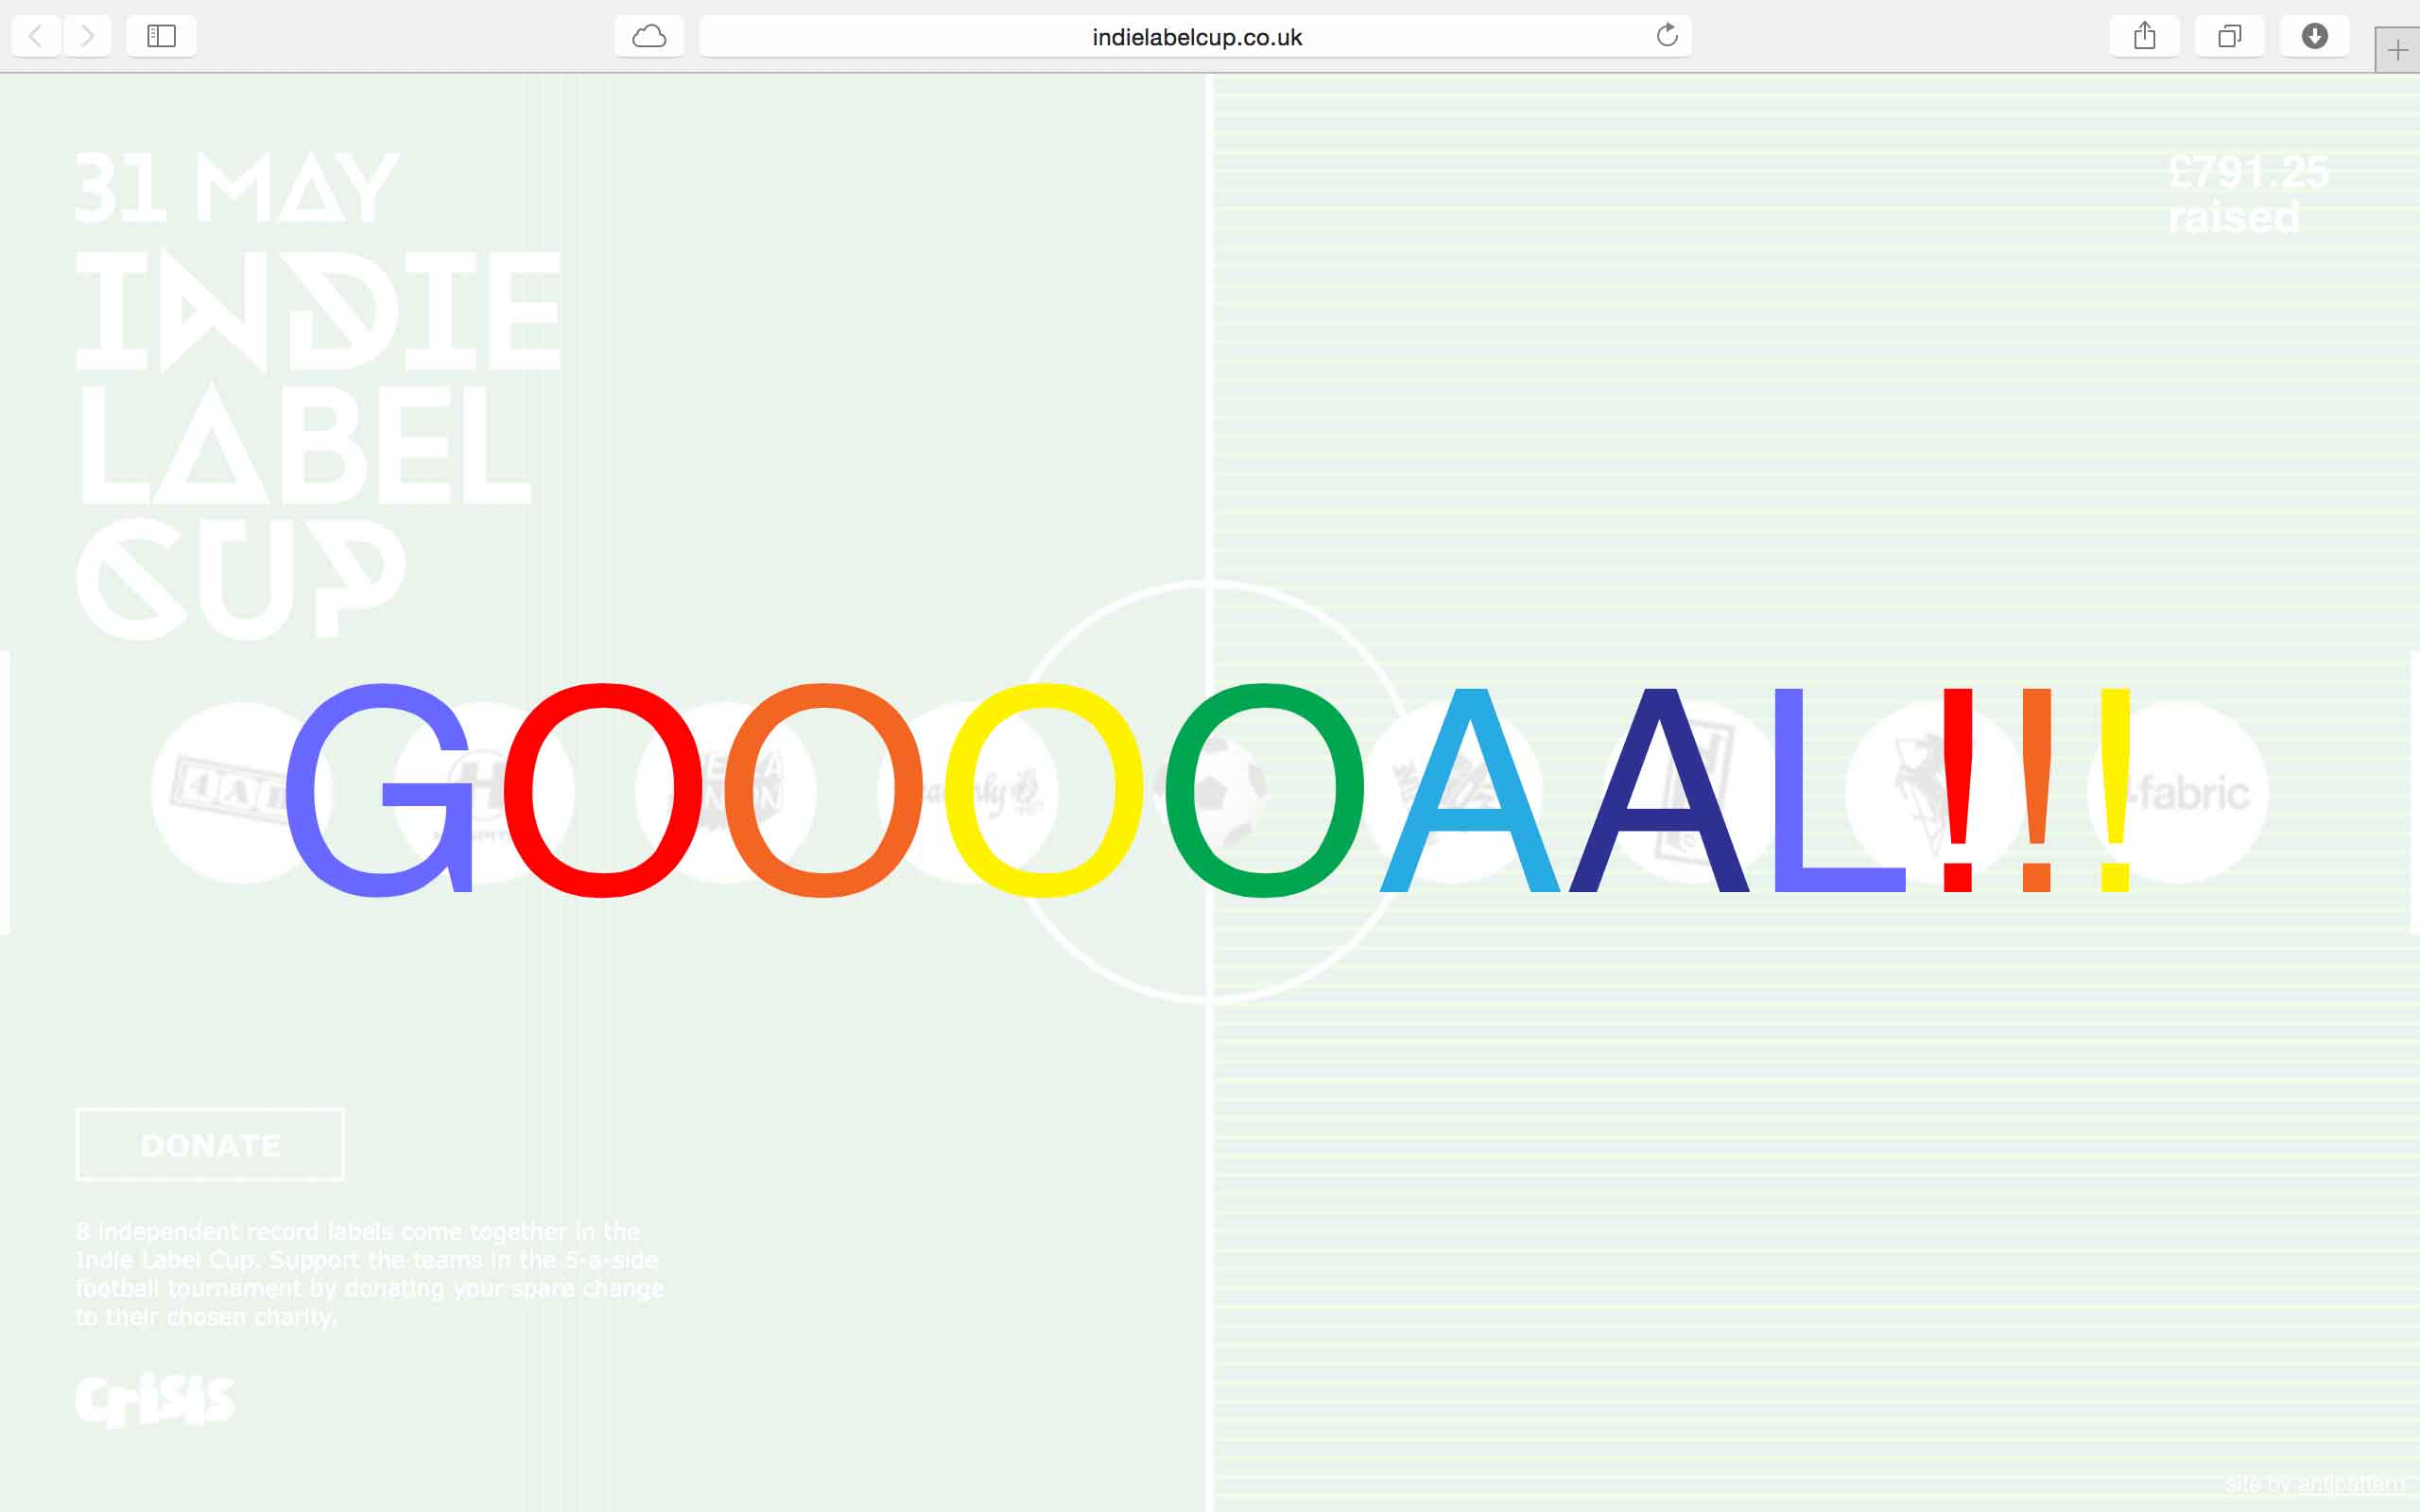 indielabelcup.co.uk
31 MAY
INDIE
LABEL
CUP
£791.25
raised
GOOOOAAL!!!
4AD
fabric
DONATE
8 independent record labels come together in the
Indie Label Cup. Support the teams in the 5-a-side
football tournament by donating your spare change
to their chosen charity.
crisis
site by antipattern